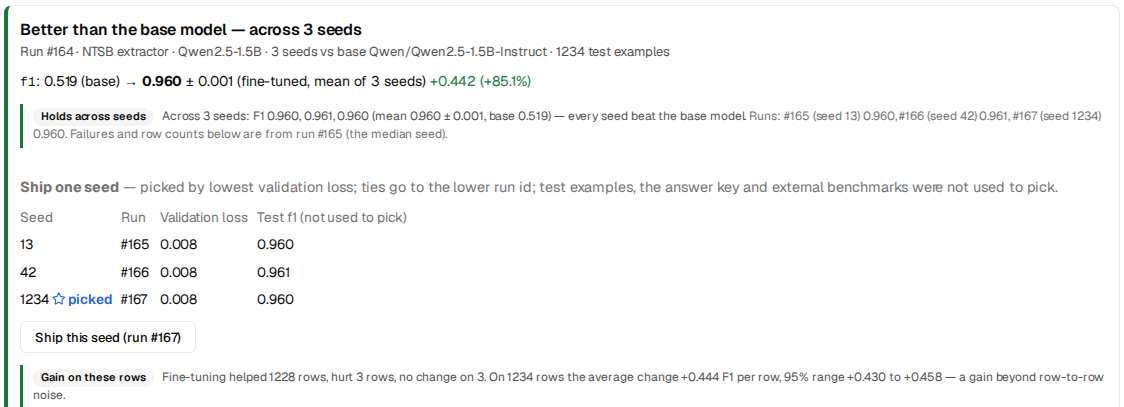 Better than the base model — across 3 seeds
Run #164 · NTSB extractor · Qwen2.5-1.5B · 3 seeds vs base Qwen/Qwen2.5-1.5B-Instruct · 1234 test examples
f1: 0.519 (base) → 0.960 ± 0.001 (fine-tuned, mean of 3 seeds) +0.442 (+85.1%)
Holds across seeds Across 3 seeds: F1 0.960, 0.961, 0.960 (mean 0.960 ± 0.001, base 0.519) — every seed beat the base model. Runs: #165 (seed 13) 0.960, #166 (seed 42) 0.961, #167 (seed 1234)
0.960. Failures and row counts below are from run #165 (the median seed).
Ship one seed — picked by lowest validation loss; ties go to the lower run id; test examples, the answer key and external benchmarks were not used to pick.
Seed Run Validation loss Test f1 (not used to pick)
13 #165 0.008 0.960
42 #166 0.008 0.961
1234 ☆ picked #167 0.008 0.960
Ship this seed (run #167)
Gain on these rows Fine-tuning helped 1228 rows, hurt 3 rows, no change on 3. On 1234 rows the average change +0.444 F1 per row, 95% range +0.430 to +0.458 — a gain beyond row-to-row
noise.